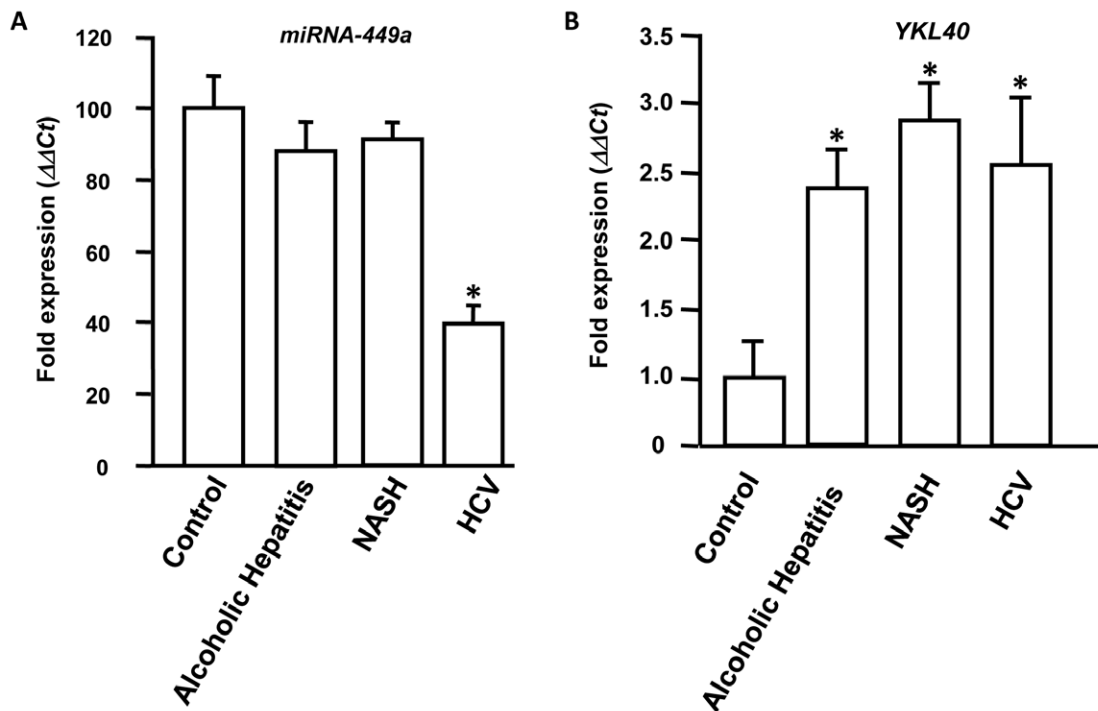 A
miRNA-449a
Fold expression (ΔΔCt)
120
100
80
60
40
20
0
*
Control
Alcoholic Hepatitis
NASH
HCV
B
YKL40
Fold expression (ΔΔCt)
3.5
3.0
2.5
2.0
1.5
1.0
0
*
*
*
Control
Alcoholic Hepatitis
NASH
HCV